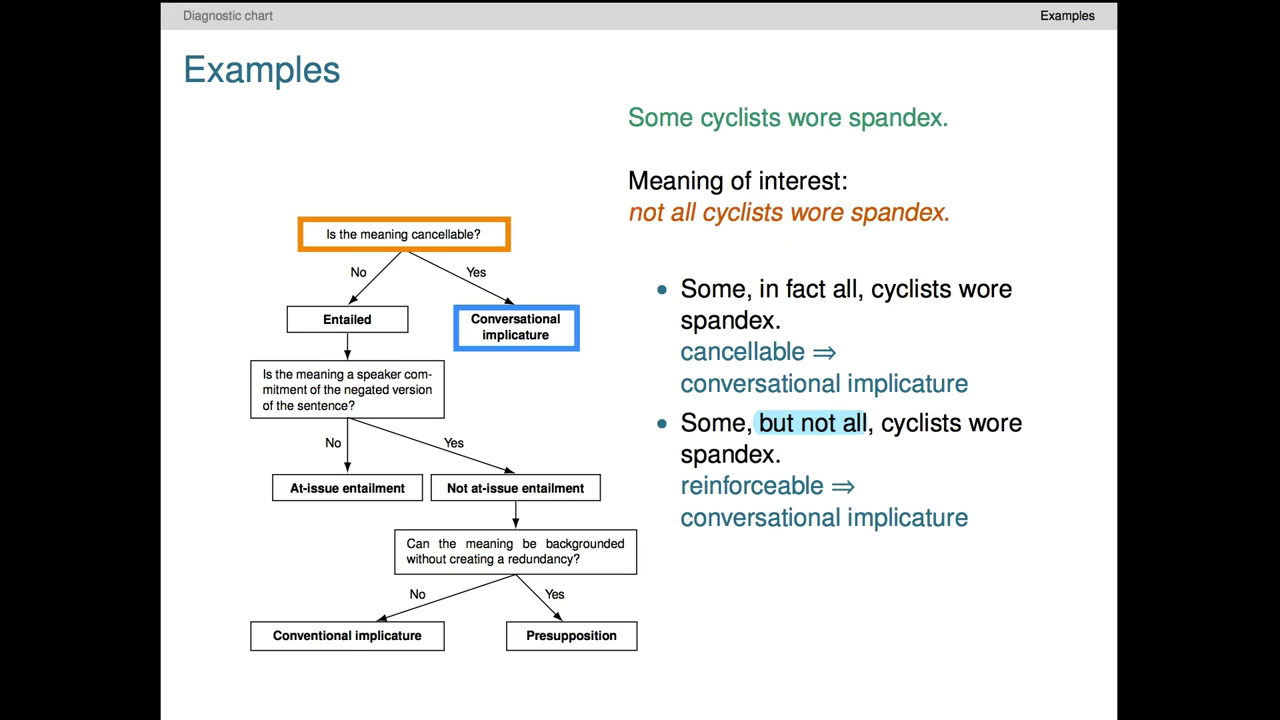 Diagnostic chart
Examples
Examples
Some cyclists wore spandex.
Meaning of interest:
not all cyclists wore spandex.
Is the meaning cancellable?
No
Yes
Entailed
Conversational
implicature
Is the meaning a speaker com-
mitment of the negated version
of the sentence?
No
Yes
At-issue entailment
Not at-issue entailment
Can the meaning be backgrounded
without creating a redundancy?
No
Yes
Conventional implicature
Presupposition
• Some, in fact all, cyclists wore
spandex.
cancellable ⇒
conversational implicature
• Some, but not all, cyclists wore
spandex.
reinforceable ⇒
conversational implicature